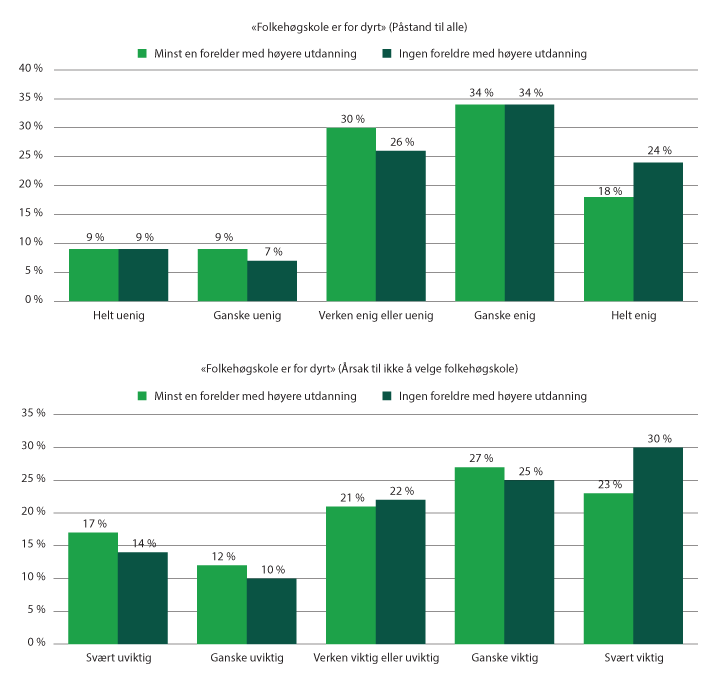 «Folkehøgskole er for dyrt» (Påstand til alle)
Minst en forelder med høyere utdanning Ingen foreldre med høyere utdanning
40 %
35 %
30 %
25 %
20 %
15 %
10 %
5 %
0 %
9 % 9 % 9 % 7 % 30 % 26 % 34 % 34 % 18 % 24 %
Helt uenig Ganske uenig Verken enig eller uenig Ganske enig Helt enig
«Folkehøgskole er for dyrt» (Årsak til ikke å velge folkehøgskole)
Minst en forelder med høyere utdanning Ingen foreldre med høyere utdanning
35 %
30 %
25 %
20 %
15 %
10 %
5 %
0 %
17 % 14 % 12 % 10 % 21 % 22 % 27 % 25 % 23 % 30 %
Svært uviktig Ganske uviktig Verken viktig eller uviktig Ganske viktig Svært viktig